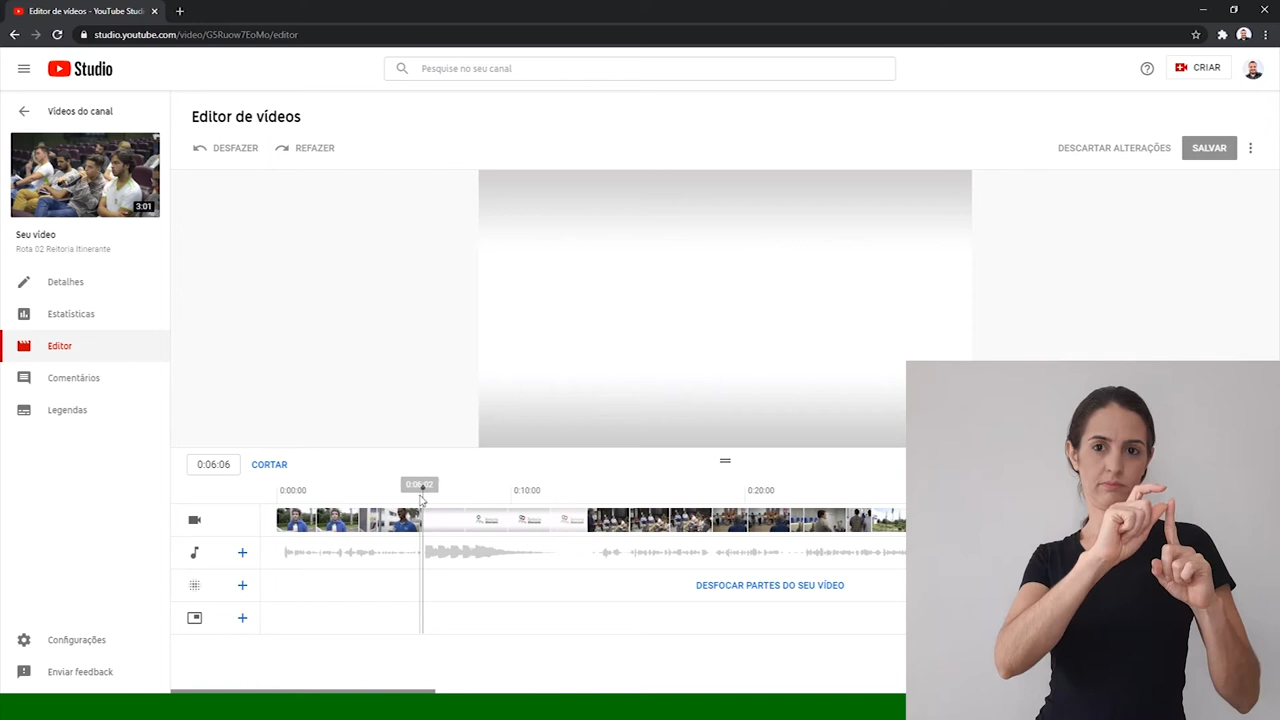 Editor de vídeos - YouTube Studi
studio.youtube.com/video/G5Ruow7EoMo/editor
Studio
Pesquise no seu canal
CRIAR
Vídeos do canal
3:01
Seu vídeo
Rota 02 Reitoria Itinerante
Detalhes
Estatísticas
Editor
Comentários
Legendas
Configurações
Enviar feedback
Editor de vídeos
DESFAZER
REFAZER
DESCARTAR ALTERAÇÕES
SALVAR
0:06:06
CORTAR
0:06:02
0:00:00
0:10:00
0:20:00
DESFOCAR PARTES DO SEU VÍDEO